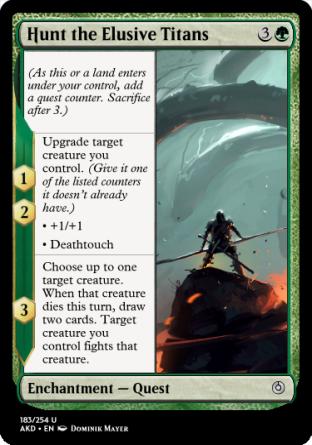 Hunt the Elusive Titans 3
(As this or a land enters
under your control, add
a quest counter. Sacrifice
after 3.)
1
2
Upgrade target
creature you
control. (Give it one
of the listed counters
it doesn't already
have.)
• +1/+1
• Deathtouch
3
Choose up to one
target creature.
When that creature
dies this turn, draw
two cards. Target
creature you
control fights that
creature.
Enchantment — Quest
183/254 U
AKD • EN DOMINIK MAYER